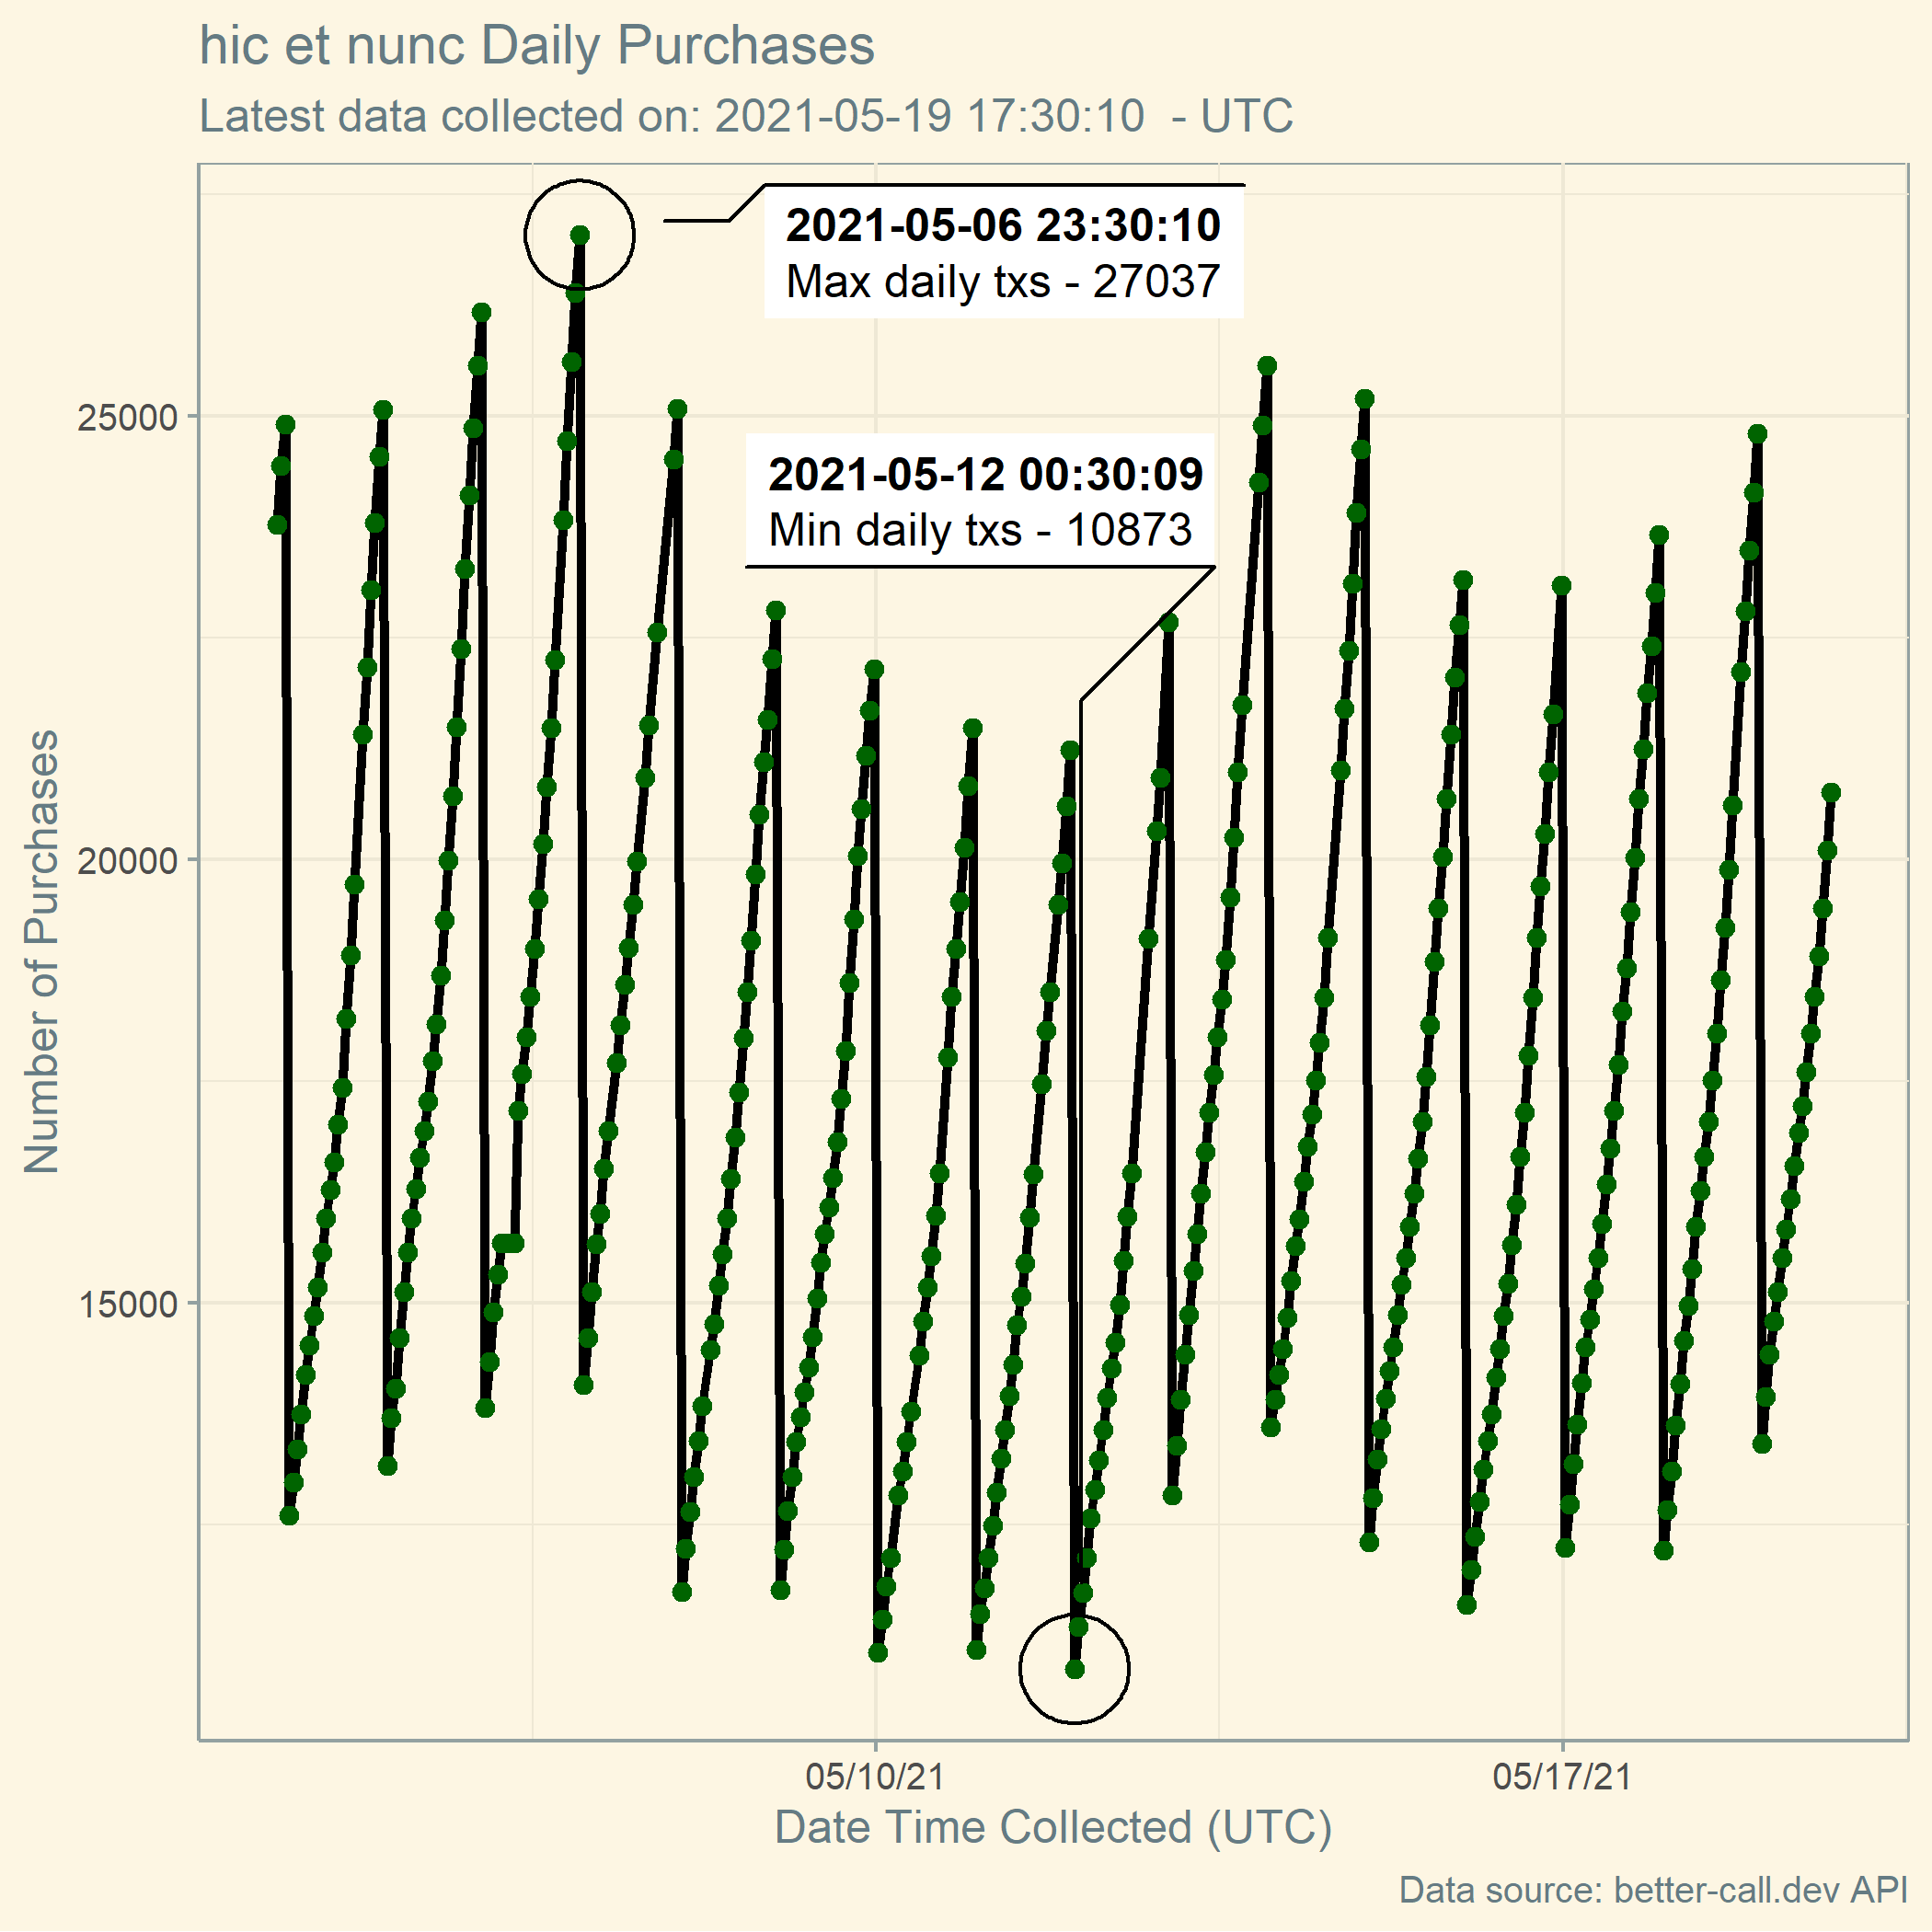 hic et nunc Daily Purchases
Latest data collected on: 2021-05-19 17:30:10  - UTC
2021-05-06 23:30:10
Max daily txs - 27037
25000
2021-05-12 00:30:09
Min daily txs - 10873
20000
15000
Number of Purchases
05/10/21
05/17/21
Date Time Collected (UTC)
Data source: better-call.dev API